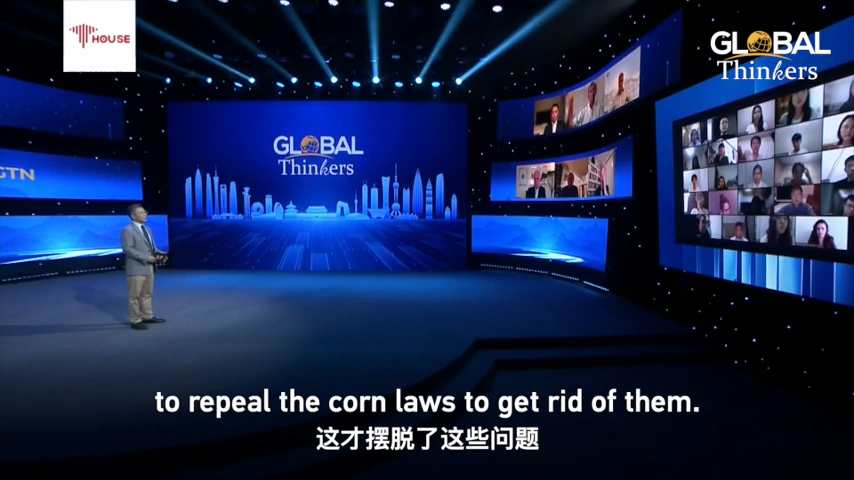 HOUSE
GLOBAL
Thinkers
GLOBAL
Thinkers
GTN
to repeal the corn laws to get rid of them.
这才摆脱了这些问题